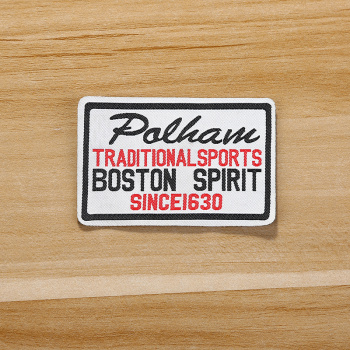 Polham
TRADITIONALSPORTS
BOSTON SPIRIT
SINCE1630